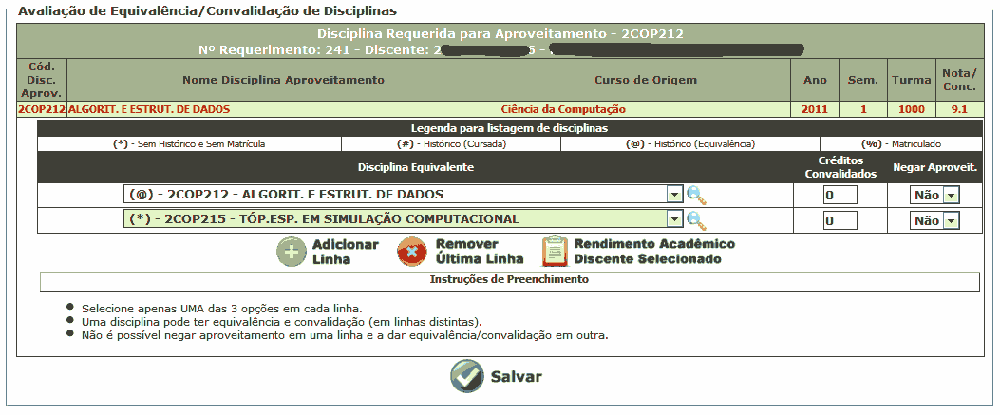 Avaliação de Equivalência/Convalidação de Disciplinas
Disciplina Requerida para Aproveitamento - 2COP212
Nº Requerimento: 241 - Discente: 2 6 -
Cód. Disc. Aprov. Nome Disciplina Aproveitamento Curso de Origem Ano Sem. Turma Nota/ Conc.
2COP212 ALGORIT. E ESTRUT. DE DADOS Ciência da Computação 2011 1 1000 9.1
Legenda para listagem de disciplinas
(*) - Sem Histórico e Sem Matrícula (#) - Histórico (Cursada) (@) - Histórico (Equivalência) (%) - Matriculado
Disciplina Equivalente Créditos Convalidados Negar Aproveit.
(@) - 2COP212 - ALGORIT. E ESTRUT. DE DADOS 0 Não
(*) - 2COP215 - TÓP.ESP. EM SIMULAÇÃO COMPUTACIONAL 0 Não
Adicionar Linha Remover Última Linha Rendimento Acadêmico Discente Selecionado
Instruções de Preenchimento
Selecione apenas UMA das 3 opções em cada linha.
Uma disciplina pode ter equivalência e convalidação (em linhas distintas).
Não é possível negar aproveitamento em uma linha e a dar equivalência/convalidação em outra.
Salvar